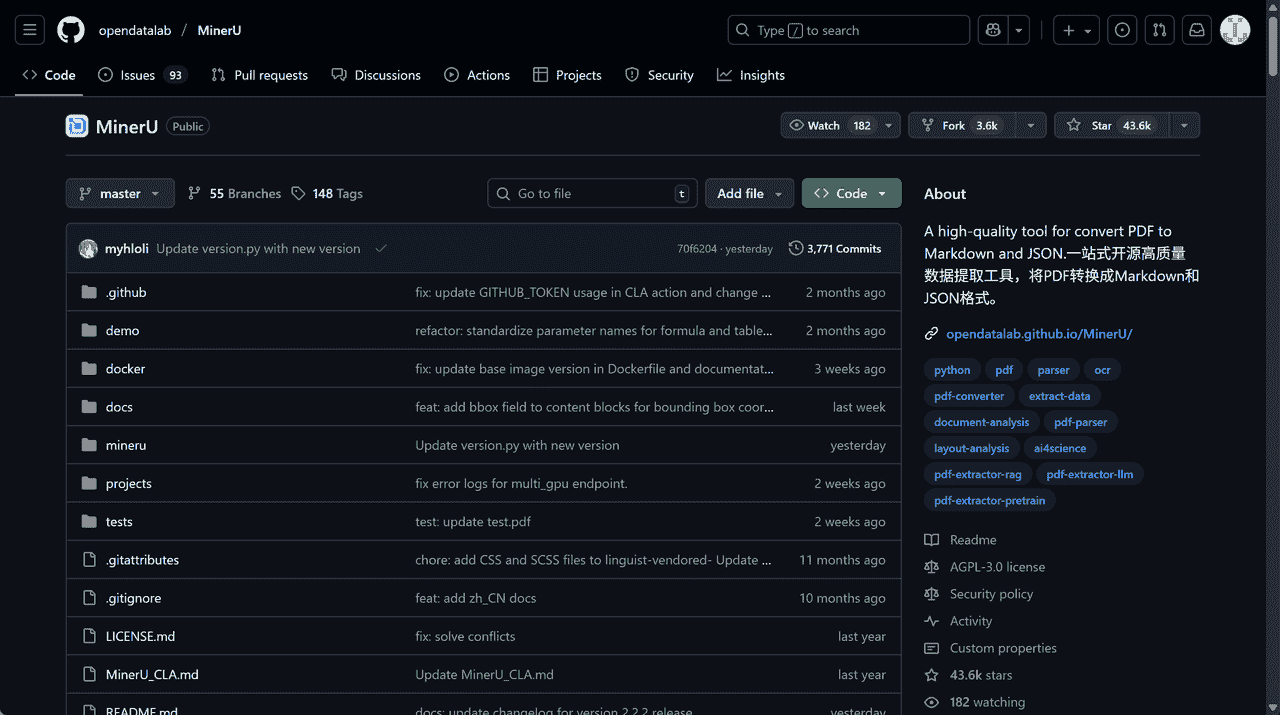 opendatalab / MinerU
Type / to search
Code
Issues 93
Pull requests
Discussions
Actions
Projects
Security
Insights
MinerU Public
Watch 182
Fork 3.6k
Star 43.6k
master
55 Branches
148 Tags
Go to file t
Add file
Code
myhloli Update version.py with new version
70f6204 · yesterday
3,771 Commits
.github fix: update GITHUB_TOKEN usage in CLA action and change ... 2 months ago
demo refactor: standardize parameter names for formula and table... 2 months ago
docker fix: update base image version in Dockerfile and documentat... 3 weeks ago
docs feat: add bbox field to content blocks for bounding box coor... last week
mineru Update version.py with new version yesterday
projects fix error logs for multi_gpu endpoint. 2 weeks ago
tests test: update test.pdf 2 weeks ago
.gitattributes chore: add CSS and SCSS files to linguist-vendored- Update ... 11 months ago
.gitignore feat: add zh_CN docs 10 months ago
LICENSE.md fix: solve conflicts last year
MinerU_CLA.md Update MinerU_CLA.md last year
README.md docs: update changelog for version 2.2.2 release yesterday
About
A high-quality tool for convert PDF to
Markdown and JSON.一站式开源高质量
数据提取工具，将PDF转换成Markdown和
JSON格式。
opendatalab.github.io/MinerU/
python pdf parser ocr
pdf-converter extract-data
document-analysis pdf-parser
layout-analysis ai4science
pdf-extractor-rag pdf-extractor-llm
pdf-extractor-pretrain
Readme
AGPL-3.0 license
Security policy
Activity
Custom properties
43.6k stars
182 watching